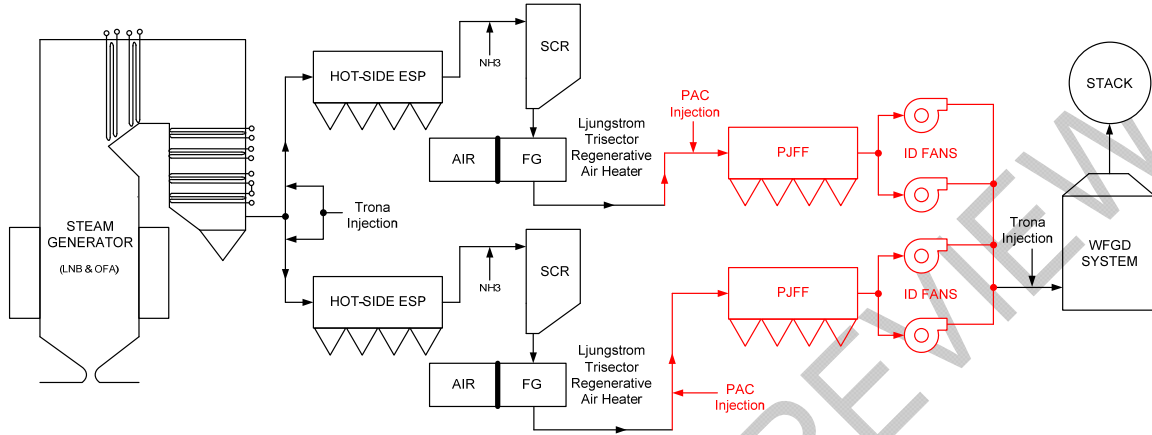 STEAM
GENERATOR
(LNB & OFA)
Trona
Injection
HOT-SIDE ESP
NH3
SCR
AIR
FG
Ljungstrom
Trisector
Regenerative
Air Heater
PAC
Injection
PJFF
ID FANS
HOT-SIDE ESP
NH3
SCR
AIR
FG
Ljungstrom
Trisector
Regenerative
Air Heater
PAC
Injection
PJFF
ID FANS
Trona
Injection
WFGD
SYSTEM
STACK
REVIEW